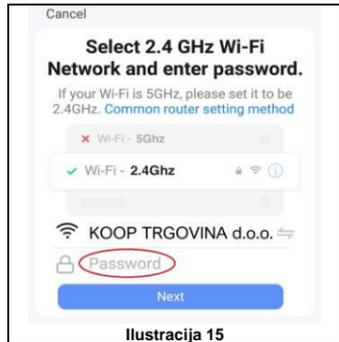 Cancel
Select 2.4 GHz Wi-Fi
Network and enter password.
If your Wi-Fi is 5GHz, please set it to be
2.4GHz. Common router setting method
Wi-Fi - 5Ghz
Wi-Fi - 2.4Ghz
KOOP TRGOVINA d.o.o.
Password
Next
Ilustracija 15